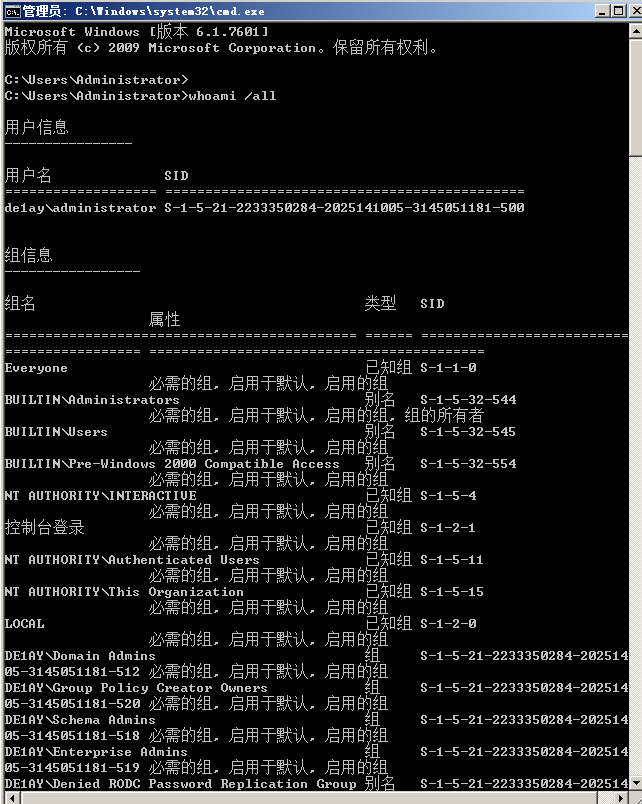 管理员: C:\Windows\system32\cmd.exe
Microsoft Windows [版本 6.1.7601]
版权所有 (c) 2009 Microsoft Corporation。保留所有权利。
C:\Users\Administrator>
C:\Users\Administrator>whoami /all
用户信息
----------------
用户名 SID
=================== =============================================
de1ay\administrator S-1-5-21-2233350284-2025141005-3145051181-500
组信息
-----------------
组名 类型 SID
属性
============================================ ====== ==========================
================= ==========================================
Everyone 已知组 S-1-1-0
必需的组, 启用于默认, 启用的组
BUILTIN\Administrators 别名 S-1-5-32-544
必需的组, 启用于默认, 启用的组, 组的所有者
BUILTIN\Users 别名 S-1-5-32-545
必需的组, 启用于默认, 启用的组
BUILTIN\Pre-Windows 2000 Compatible Access 别名 S-1-5-32-554
必需的组, 启用于默认, 启用的组
NT AUTHORITY\INTERACTIVE 已知组 S-1-5-4
必需的组, 启用于默认, 启用的组
控制台登录 已知组 S-1-2-1
必需的组, 启用于默认, 启用的组
NT AUTHORITY\Authenticated Users 已知组 S-1-5-11
必需的组, 启用于默认, 启用的组
NT AUTHORITY\This Organization 已知组 S-1-5-15
必需的组, 启用于默认, 启用的组
LOCAL 已知组 S-1-2-0
必需的组, 启用于默认, 启用的组
DE1AY\Domain Admins 组 S-1-5-21-2233350284-202514
05-3145051181-512 必需的组, 启用于默认, 启用的组
DE1AY\Group Policy Creator Owners 组 S-1-5-21-2233350284-202514
05-3145051181-520 必需的组, 启用于默认, 启用的组
DE1AY\Schema Admins 组 S-1-5-21-2233350284-202514
05-3145051181-518 必需的组, 启用于默认, 启用的组
DE1AY\Enterprise Admins 组 S-1-5-21-2233350284-202514
05-3145051181-519 必需的组, 启用于默认, 启用的组
DE1AY\Denied RODC Password Replication Group 别名 S-1-5-21-2233350284-202514